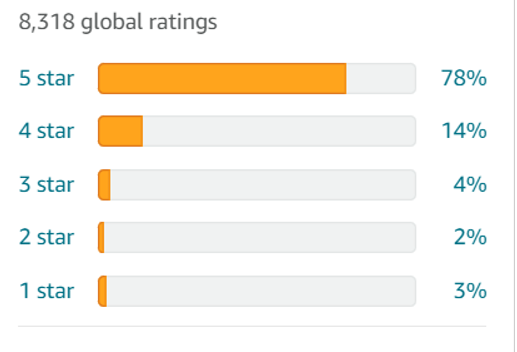 8,318 global ratings
5 star 78%
4 star 14%
3 star 4%
2 star 2%
1 star 3%